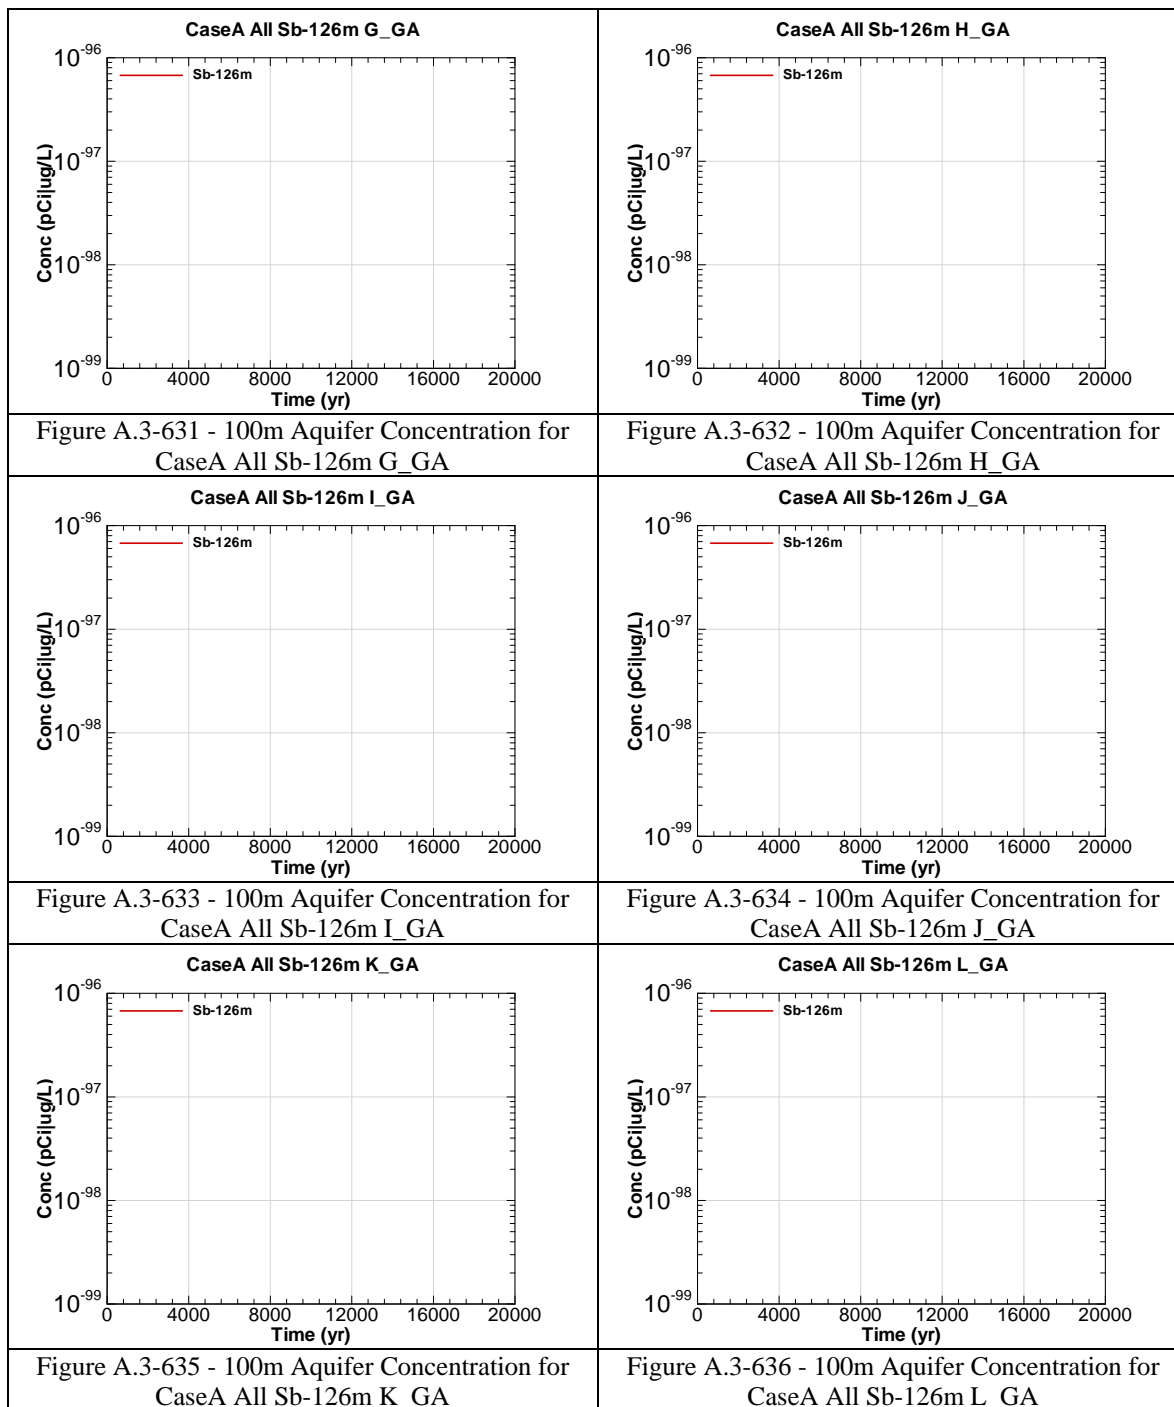 CaseA All Sb-126m G_GA
Sb-126m
10-96
10-97
10-98
10-99
Conc (pCi|ug/L)
0 4000 8000 12000 16000 20000
Time (yr)
Figure A.3-631 - 100m Aquifer Concentration for
CaseA All Sb-126m G_GA
CaseA All Sb-126m H_GA
Sb-126m
10-96
10-97
10-98
10-99
Conc (pCi|ug/L)
0 4000 8000 12000 16000 20000
Time (yr)
Figure A.3-632 - 100m Aquifer Concentration for
CaseA All Sb-126m H_GA
CaseA All Sb-126m I_GA
Sb-126m
10-96
10-97
10-98
10-99
Conc (pCi|ug/L)
0 4000 8000 12000 16000 20000
Time (yr)
Figure A.3-633 - 100m Aquifer Concentration for
CaseA All Sb-126m I_GA
CaseA All Sb-126m J_GA
Sb-126m
10-96
10-97
10-98
10-99
Conc (pCi|ug/L)
0 4000 8000 12000 16000 20000
Time (yr)
Figure A.3-634 - 100m Aquifer Concentration for
CaseA All Sb-126m J_GA
CaseA All Sb-126m K_GA
Sb-126m
10-96
10-97
10-98
10-99
Conc (pCi|ug/L)
0 4000 8000 12000 16000 20000
Time (yr)
Figure A.3-635 - 100m Aquifer Concentration for
CaseA All Sb-126m K_GA
CaseA All Sb-126m L_GA
Sb-126m
10-96
10-97
10-98
10-99
Conc (pCi|ug/L)
0 4000 8000 12000 16000 20000
Time (yr)
Figure A.3-636 - 100m Aquifer Concentration for
CaseA All Sb-126m L_GA